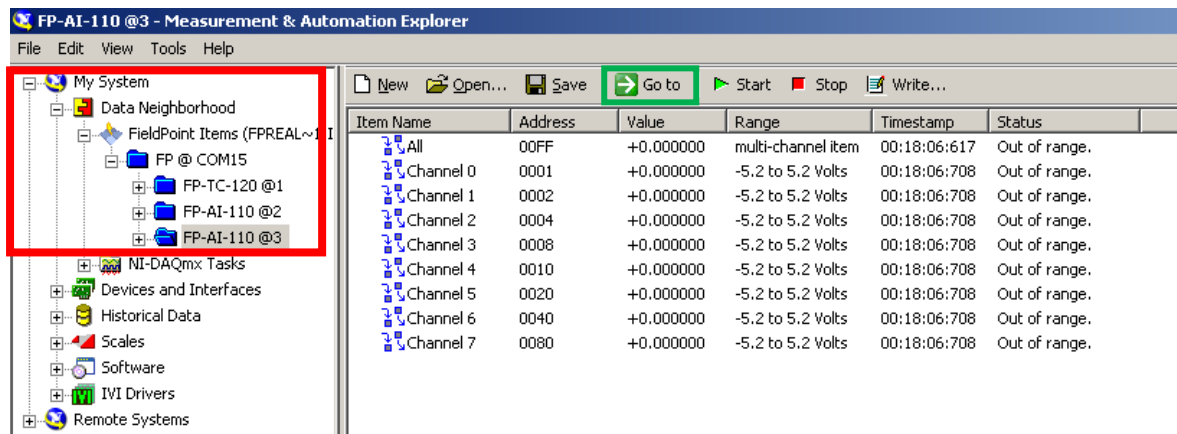 FP-AI-110 @3 - Measurement & Automation Explorer
File Edit View Tools Help
My System
Data Neighborhood
FieldPoint Items (FPREAL~1.I
FP @ COM15
FP-TC-120 @1
FP-AI-110 @2
FP-AI-110 @3
NI-DAQmx Tasks
Devices and Interfaces
Historical Data
Scales
Software
IVI Drivers
Remote Systems
New Open... Save Go to Start Stop Write...
Item Name Address Value Range Timestamp Status
All 00FF +0.000000 multi-channel item 00:18:06:617 Out of range.
Channel 0 0001 +0.000000 -5.2 to 5.2 Volts 00:18:06:708 Out of range.
Channel 1 0002 +0.000000 -5.2 to 5.2 Volts 00:18:06:708 Out of range.
Channel 2 0004 +0.000000 -5.2 to 5.2 Volts 00:18:06:708 Out of range.
Channel 3 0008 +0.000000 -5.2 to 5.2 Volts 00:18:06:708 Out of range.
Channel 4 0010 +0.000000 -5.2 to 5.2 Volts 00:18:06:708 Out of range.
Channel 5 0020 +0.000000 -5.2 to 5.2 Volts 00:18:06:708 Out of range.
Channel 6 0040 +0.000000 -5.2 to 5.2 Volts 00:18:06:708 Out of range.
Channel 7 0080 +0.000000 -5.2 to 5.2 Volts 00:18:06:708 Out of range.